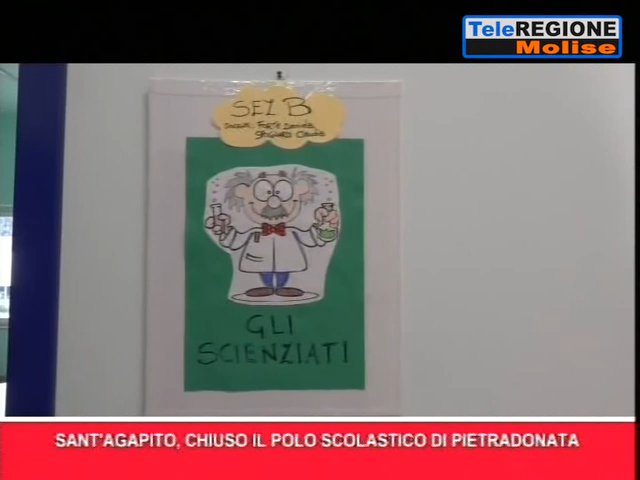 TeleREGIONE
Molise
SEZ B
GLI
SCIENZIATI
SANT'AGAPITO, CHIUSO IL POLO SCOLASTICO DI PIETRADONATA